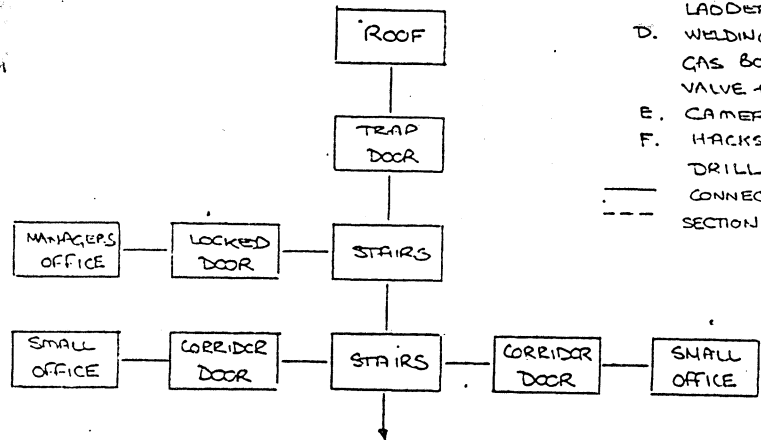 ROOF
LADDER
D. WELDING
GAS BO
VALVE
E. CAMER
F. HACKS
DRILL
CONNEC
SECTION
TRAP
DOOR
MANAGERS
OFFICE
LOCKED
DOOR
STAIRS
SMALL
OFFICE
CORRIDOR
DOOR
STAIRS
CORRIDOR
DOOR
SMALL
OFFICE